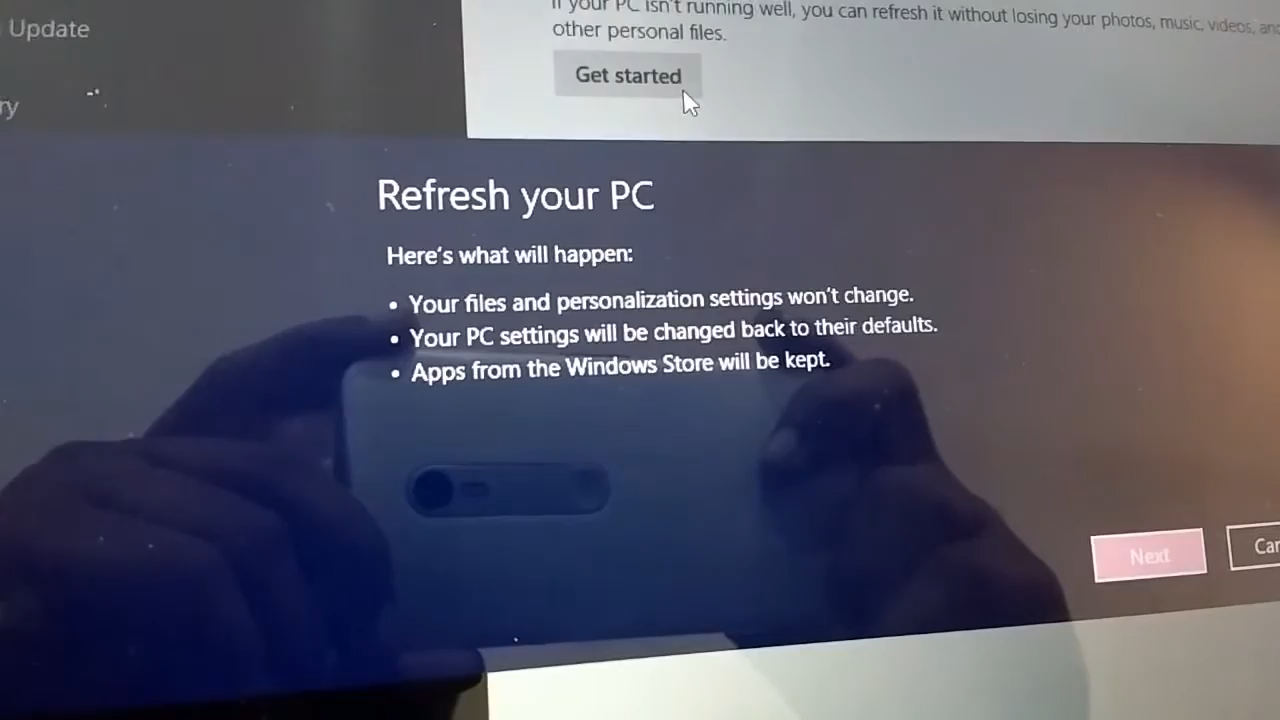 Update
If your PC isn't running well, you can refresh it without losing your photos, music, videos, and
other personal files.
Get started
Refresh your PC
Here's what will happen:
• Your files and personalization settings won't change.
• Your PC settings will be changed back to their defaults.
• Apps from the Windows Store will be kept.
Next